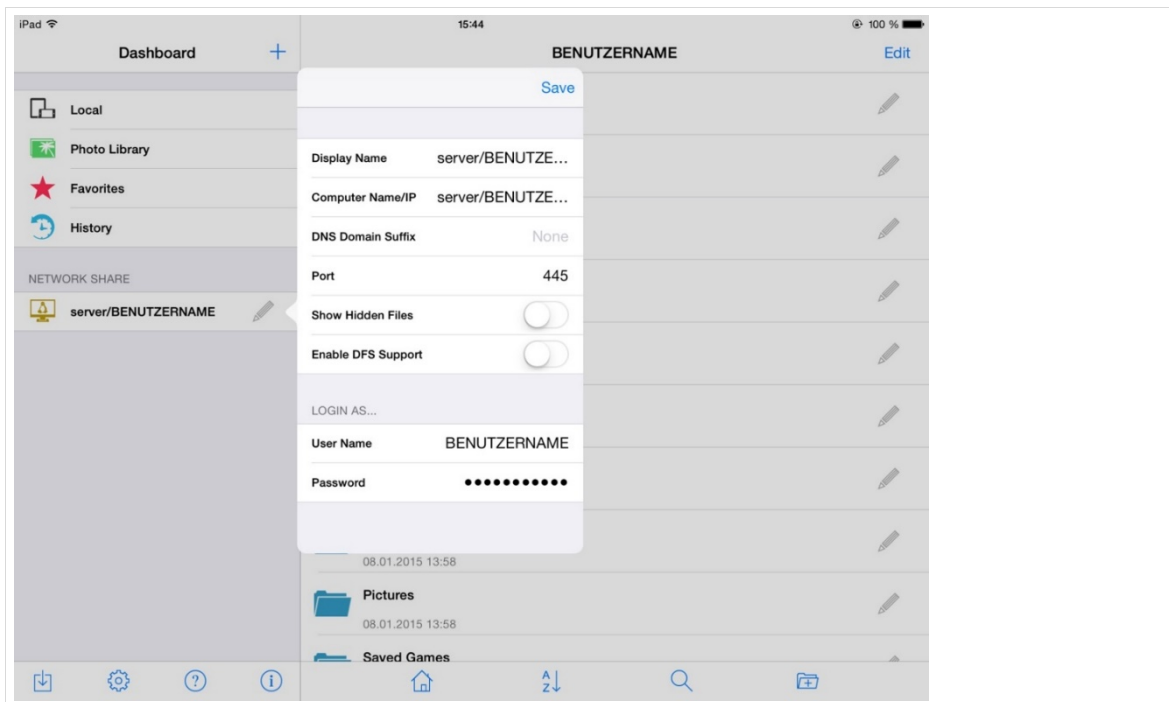 iPad 15:44 100 %
Dashboard + BENUTZERNAME Edit
Local
Photo Library
Favorites
History
NETWORK SHARE
server/BENUTZERNAME
Save
Display Name server/BENUTZE...
Computer Name/IP server/BENUTZE...
DNS Domain Suffix None
Port 445
Show Hidden Files
Enable DFS Support
LOGIN AS...
User Name BENUTZERNAME
Password ●●●●●●●●●●●
08.01.2015 13:58
Pictures
08.01.2015 13:58
Saved Games